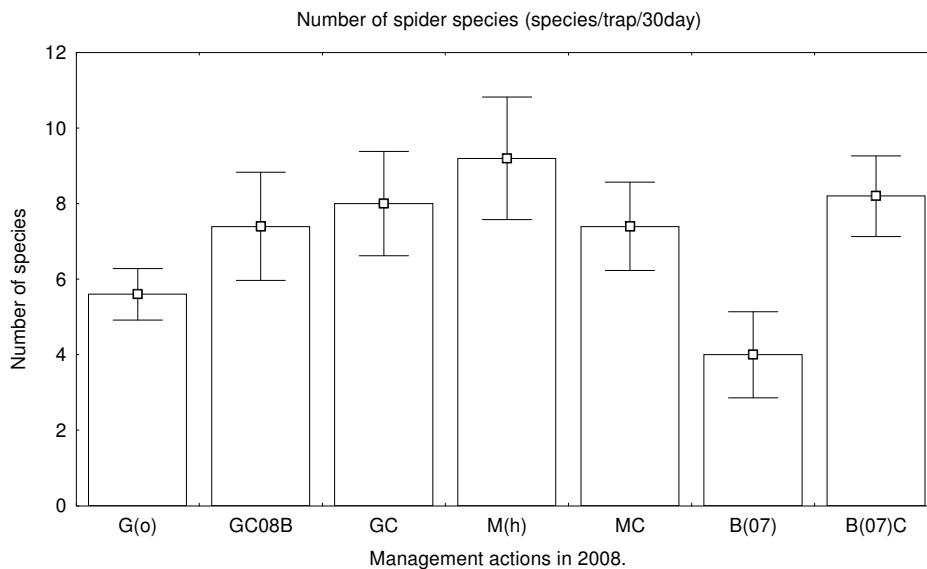 Number of spider species (species/trap/30day)
12
10
8
6
4
2
0
Number of species
G(o) GC08B GC M(h) MC B(07) B(07)C
Management actions in 2008.